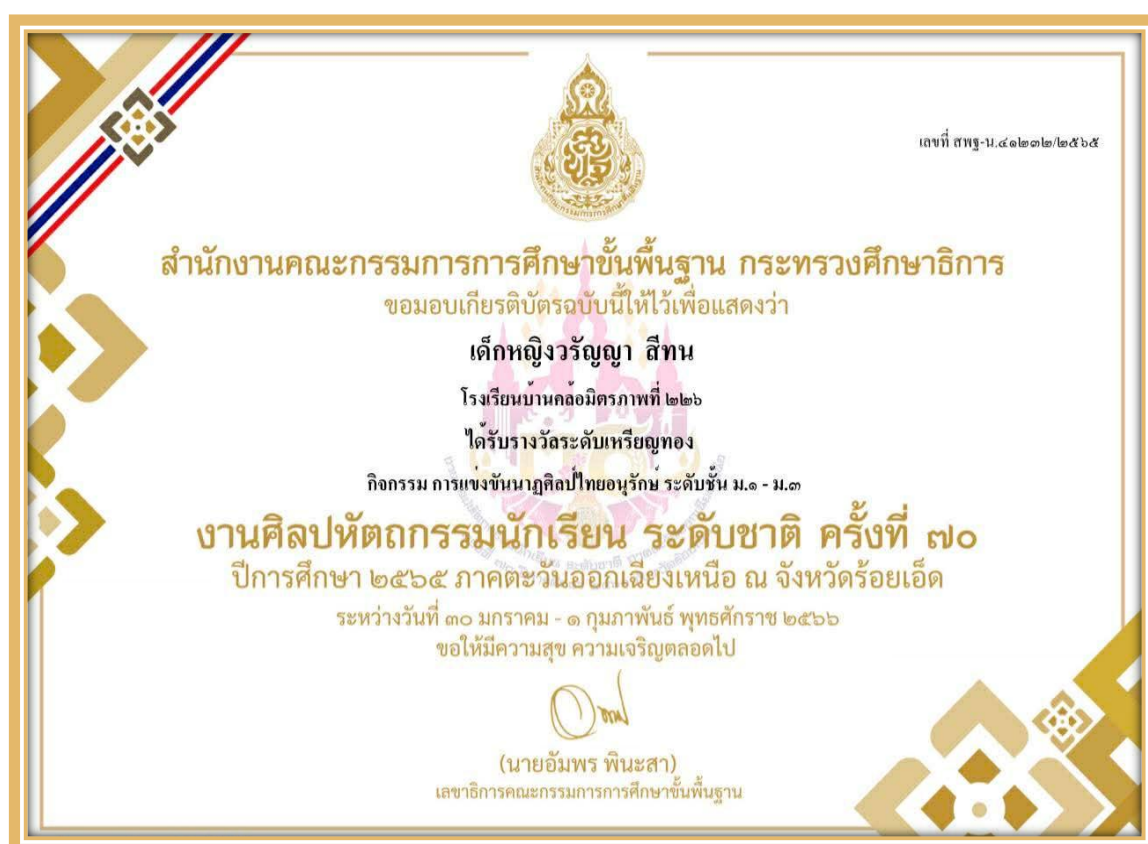 เลขที่ สพฐ-น.๔๑๒๓๒/๒๕๖๕
สำนักงานคณะกรรมการการศึกษาขั้นพื้นฐาน กระทรวงศึกษาธิการ
ขอมอบเกียรติบัตรฉบับนี้ให้ไว้เพื่อแสดงว่า
เด็กหญิงวรัญญา สีทน
โรงเรียนบ้านคล้อมิตรภาพที่ ๒๒๖
ได้รับรางวัลระดับเหรียญทอง
กิจกรรม การแข่งขันนาฏศิลป์ไทยอนุรักษ์ ระดับชั้น ม.๑ - ม.๓
งานศิลปหัตถกรรมนักเรียน ระดับชาติ ครั้งที่ ๗๐
ปีการศึกษา ๒๕๖๕ ภาคตะวันออกเฉียงเหนือ ณ จังหวัดร้อยเอ็ด
ระหว่างวันที่ ๓๐ มกราคม - ๑ กุมภาพันธ์ พุทธศักราช ๒๕๖๖
ขอให้มีความสุข ความเจริญตลอดไป
(นายอัมพร พินะสา)
เลขาธิการคณะกรรมการการศึกษาขั้นพื้นฐาน